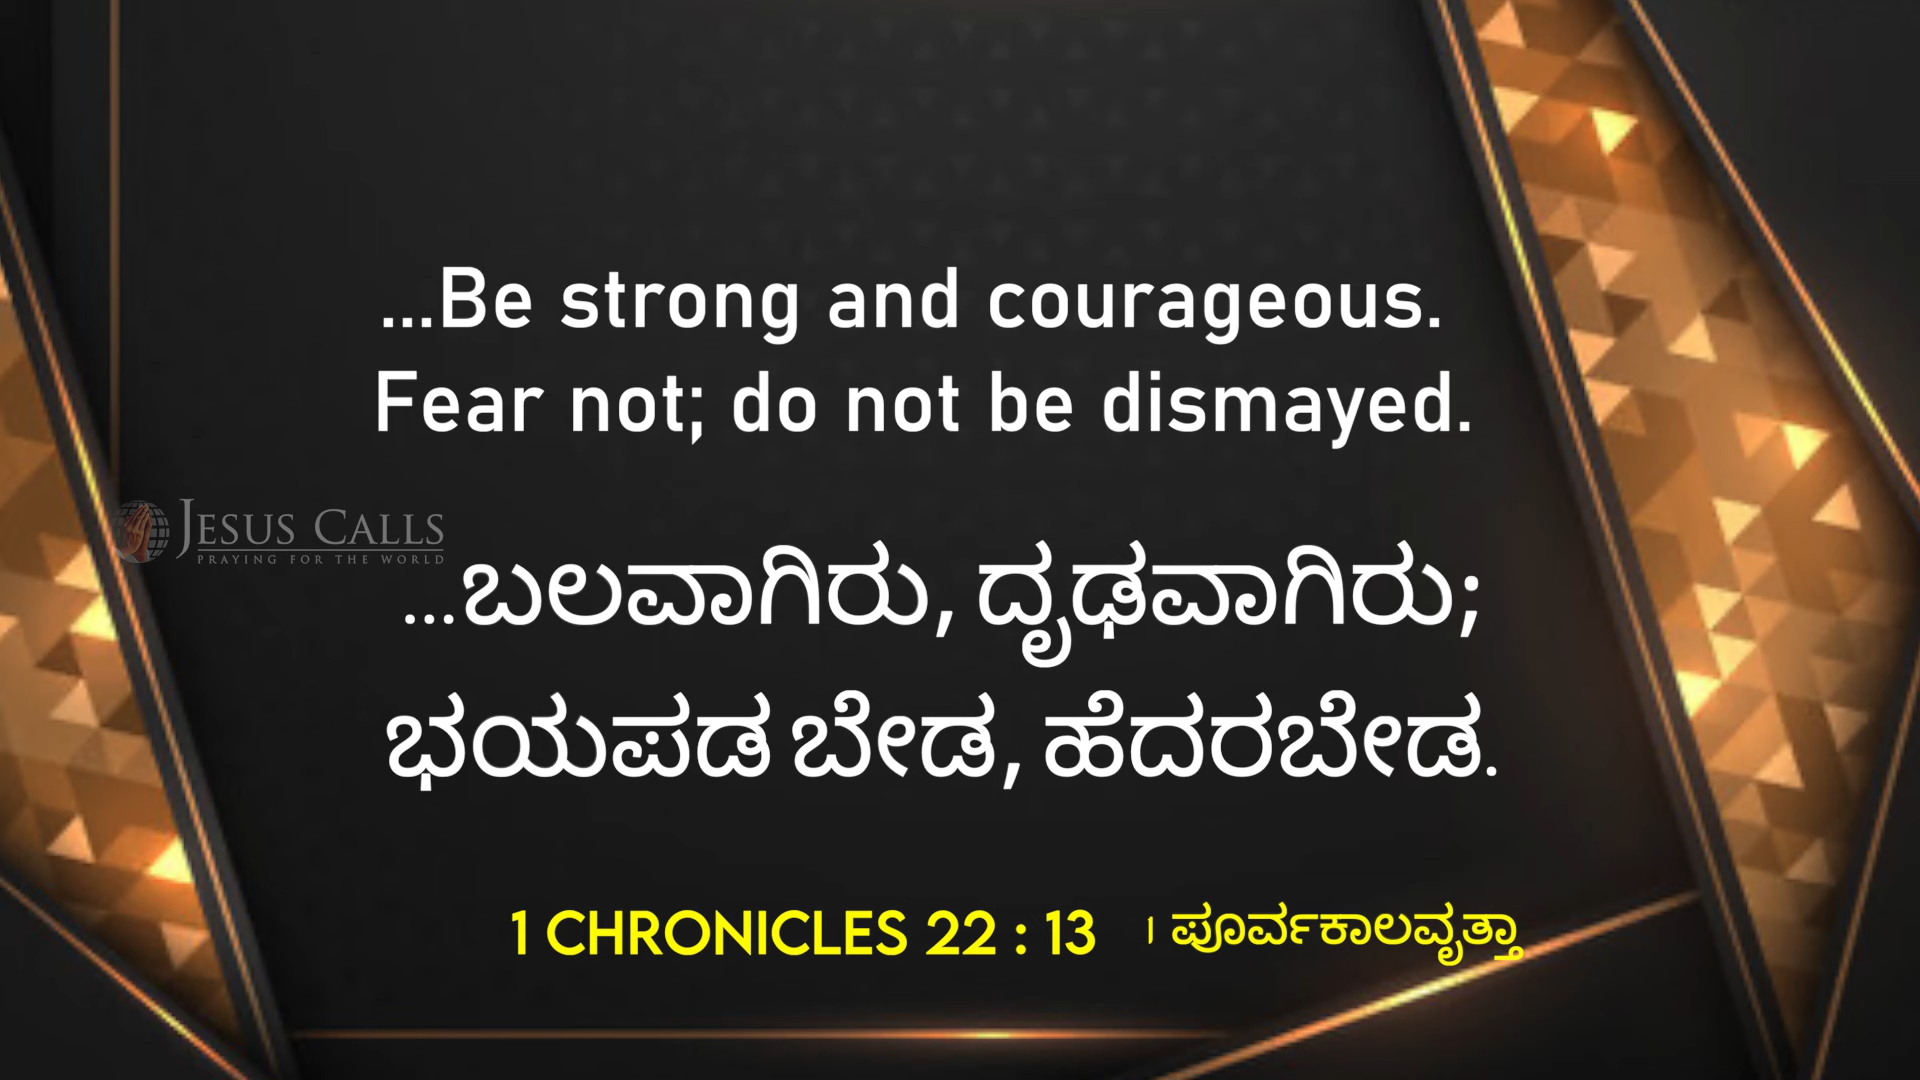 ...Be strong and courageous.
Fear not; do not be dismayed.
JESUS CALLS
PRAYING FOR THE WORLD
...ಬಲವಾಗಿರು, ದೃಢವಾಗಿರು;
ಭಯಪಡ ಬೇಡ, ಹೆದರಬೇಡ.
1 CHRONICLES 22 : 13 । ಪೂರ್ವಕಾಲವೃತ್ತಾ